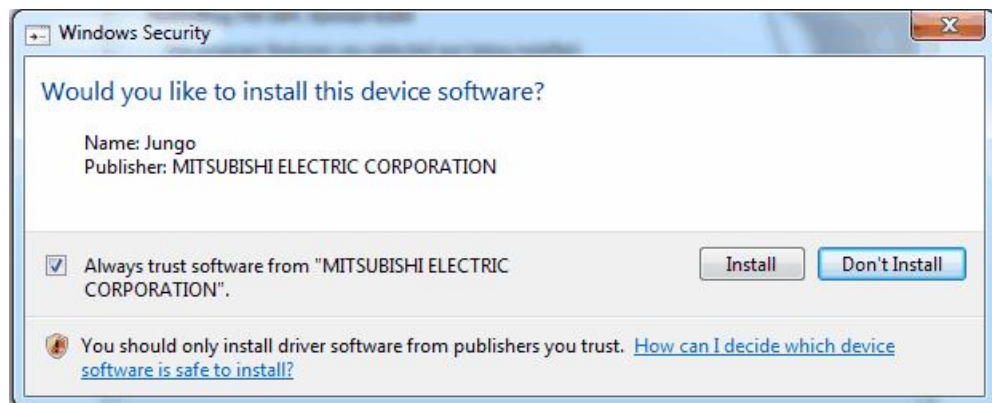 Windows Security
Would you like to install this device software?
Name: Jungo
Publisher: MITSUBISHI ELECTRIC CORPORATION
Always trust software from "MITSUBISHI ELECTRIC
CORPORATION".
Install
Don't Install
You should only install driver software from publishers you trust. How can I decide which device
software is safe to install?